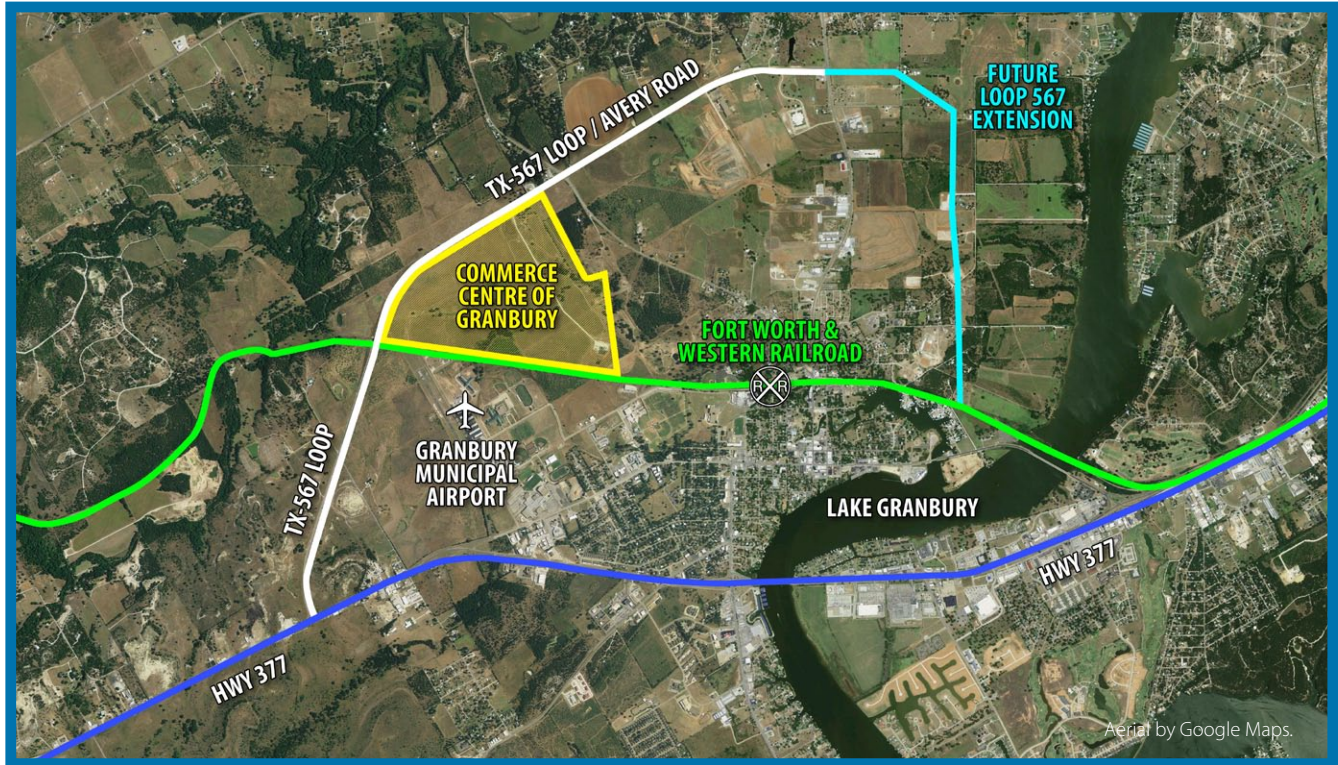 FUTURE
LOOP 567
EXTENSION
TX-567 LOOP / AVERY ROAD
COMMERCE
CENTRE OF
GRANBURY
FORT WORTH &
WESTERN RAILROAD
R R
GRANBURY
MUNICIPAL
AIRPORT
TX-567 LOOP
LAKE GRANBURY
HWY 377
HWY 377
Aerial by Google Maps.